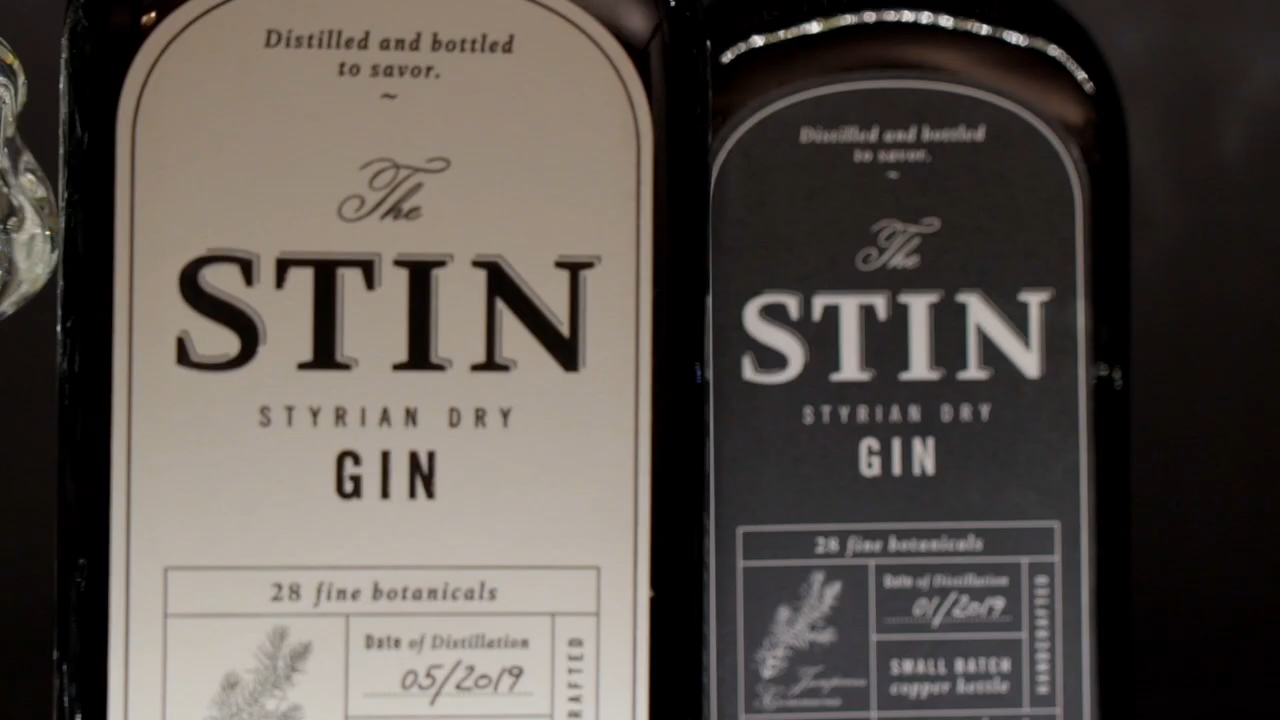 Distilled and bottled
to savor.
~
The
STIN
STYRIAN DRY
GIN
28 fine botanicals
Date of Distillation
05/2019
RAFTED
Distilled and bottled
to savor.
~
The
STIN
STYRIAN DRY
GIN
28 fine botanicals
Date of Distillation
01/2019
HANDCRAFTED
SMALL BATCH
copper kettle